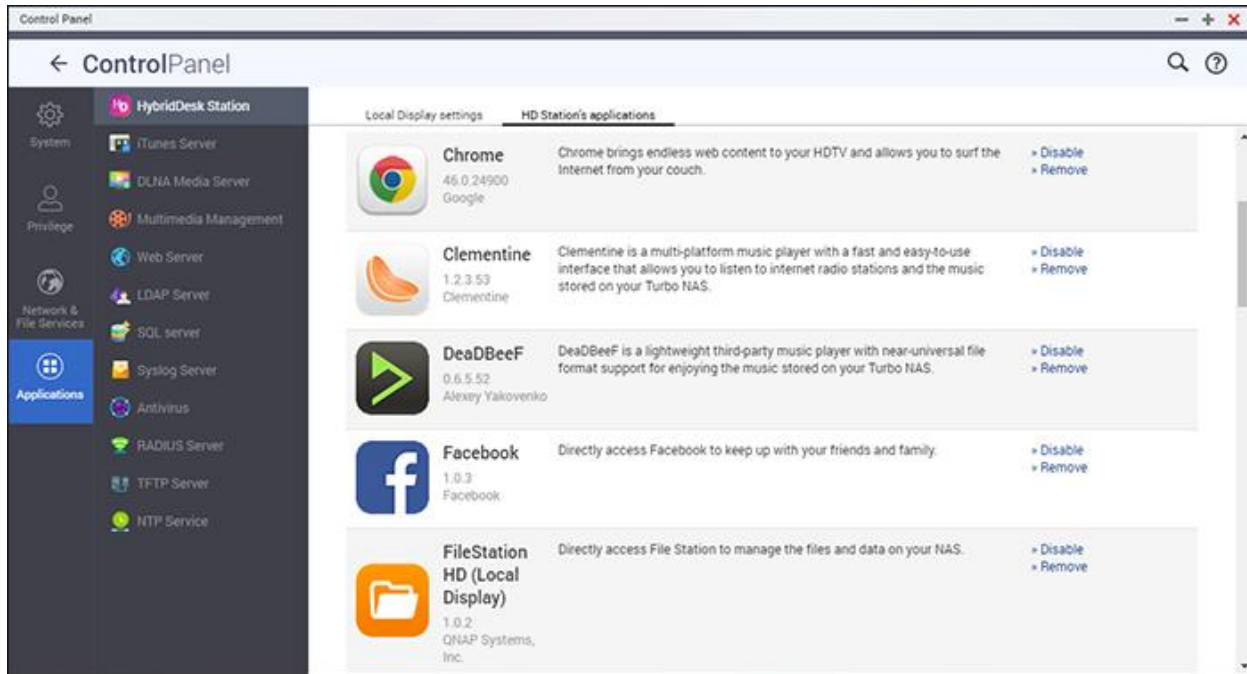 Control Panel
ControlPanel
System
Privilege
Network &
File Services
Applications
HybridDesk Station
iTunes Server
DLNA Media Server
Multimedia Management
Web Server
LDAP Server
SQL server
Syslog Server
Antivirus
RADIUS Server
TFTP Server
NTP Service
Local Display settings
HD Station's applications
Chrome
46.0.24900
Google
Chrome brings endless web content to your HDTV and allows you to surf the
Internet from your couch.
» Disable
» Remove
Clementine
1.2.3.53
Clementine
Clementine is a multi-platform music player with a fast and easy-to-use
interface that allows you to listen to internet radio stations and the music
stored on your Turbo NAS.
» Disable
» Remove
DeaDBeeF
0.6.5.52
Alexey Yakovenko
DeaDBeeF is a lightweight third-party music player with near-universal file
format support for enjoying the music stored on your Turbo NAS.
» Disable
» Remove
Facebook
1.0.3
Facebook
Directly access Facebook to keep up with your friends and family.
» Disable
» Remove
FileStation
HD (Local
Display)
1.0.2
QNAP Systems,
Inc.
Directly access File Station to manage the files and data on your NAS.
» Disable
» Remove